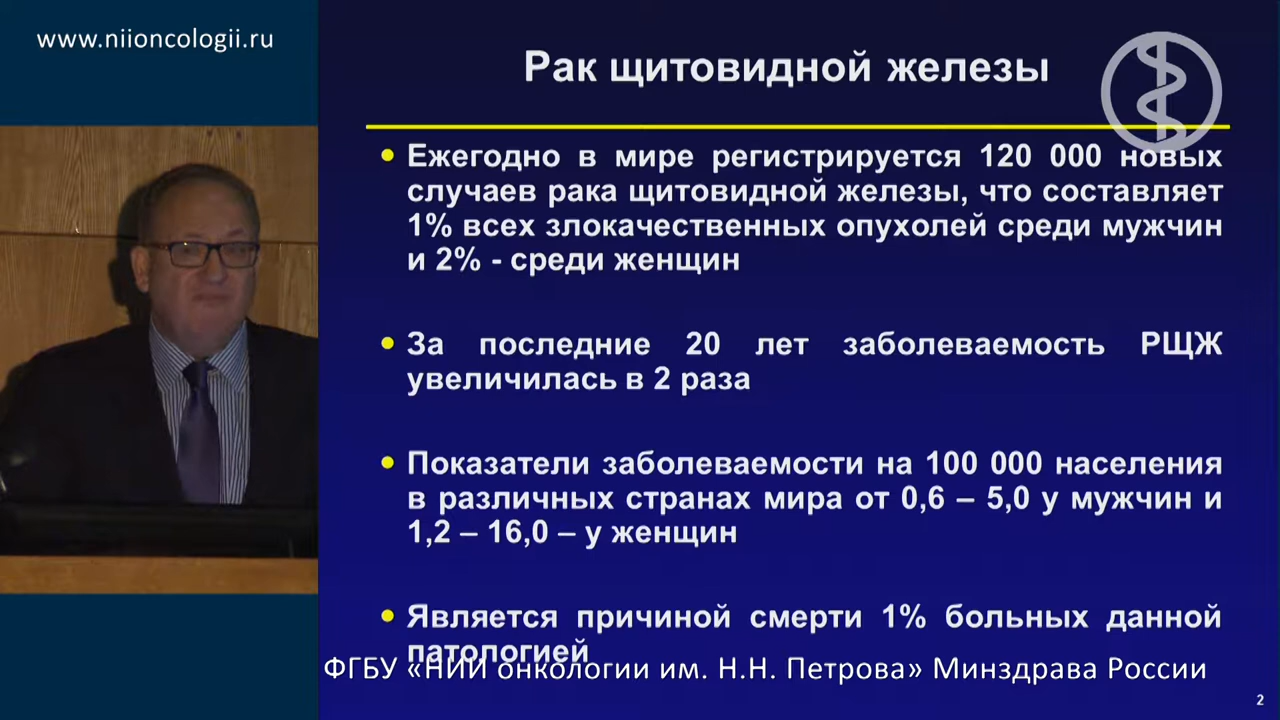 www.niioncologii.ru
Рак щитовидной железы
Ежегодно в мире регистрируется 120 000 новых
случаев рака щитовидной железы, что составляет
1% всех злокачественных опухолей среди мужчин
и 2% - среди женщин
За последние 20 лет заболеваемость РЩЖ
увеличилась в 2 раза
Показатели заболеваемости на 100 000 населения
в различных странах мира от 0,6 – 5,0 у мужчин и
1,2 – 16,0 – у женщин
Является причиной смерти 1% больных данной
патологией
ФГБУ «НИИ онкологии им. Н.Н. Петрова» Минздрава России
2